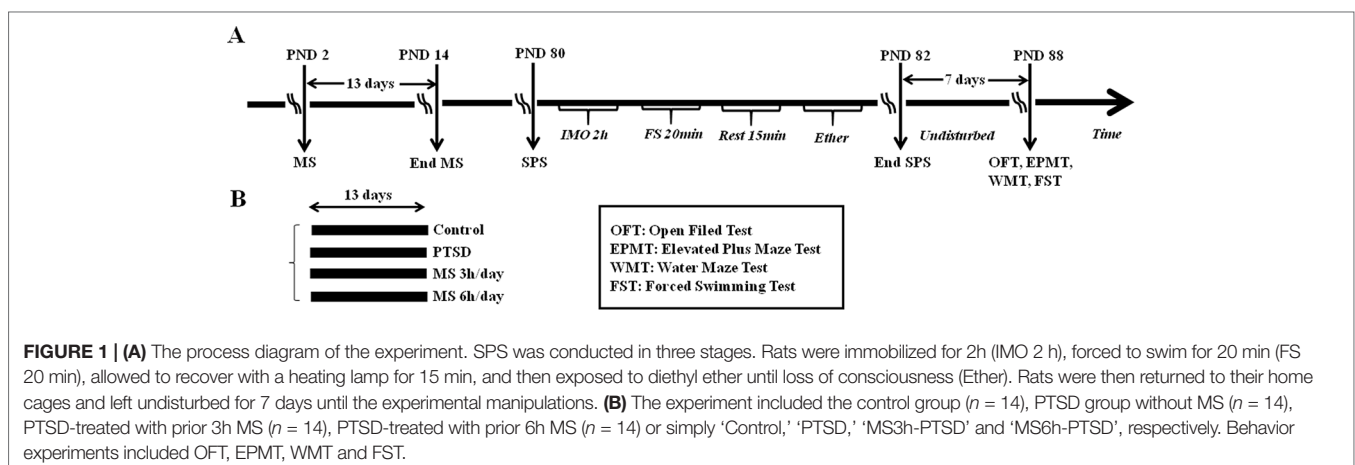 A
PND 2
PND 14
PND 80
PND 82
PND 88
13 days
7 days
IMO 2h
FS 20min
Rest 15min
Ether
Undisturbed
Time
MS
End MS
SPS
End SPS
OFT, EPMT,
WMT, FST
B
13 days
Control
PTSD
MS 3h/day
MS 6h/day
OFT: Open Filed Test
EPMT: Elevated Plus Maze Test
WMT: Water Maze Test
FST: Forced Swimming Test
FIGURE 1 | (A) The process diagram of the experiment. SPS was conducted in three stages. Rats were immobilized for 2h (IMO 2 h), forced to swim for 20 min (FS
20 min), allowed to recover with a heating lamp for 15 min, and then exposed to diethyl ether until loss of consciousness (Ether). Rats were then returned to their home
cages and left undisturbed for 7 days until the experimental manipulations. (B) The experiment included the control group (n = 14), PTSD group without MS (n = 14),
PTSD-treated with prior 3h MS (n = 14), PTSD-treated with prior 6h MS (n = 14) or simply ‘Control,’ ‘PTSD,’ ‘MS3h-PTSD’ and ‘MS6h-PTSD’, respectively. Behavior
experiments included OFT, EPMT, WMT and FST.